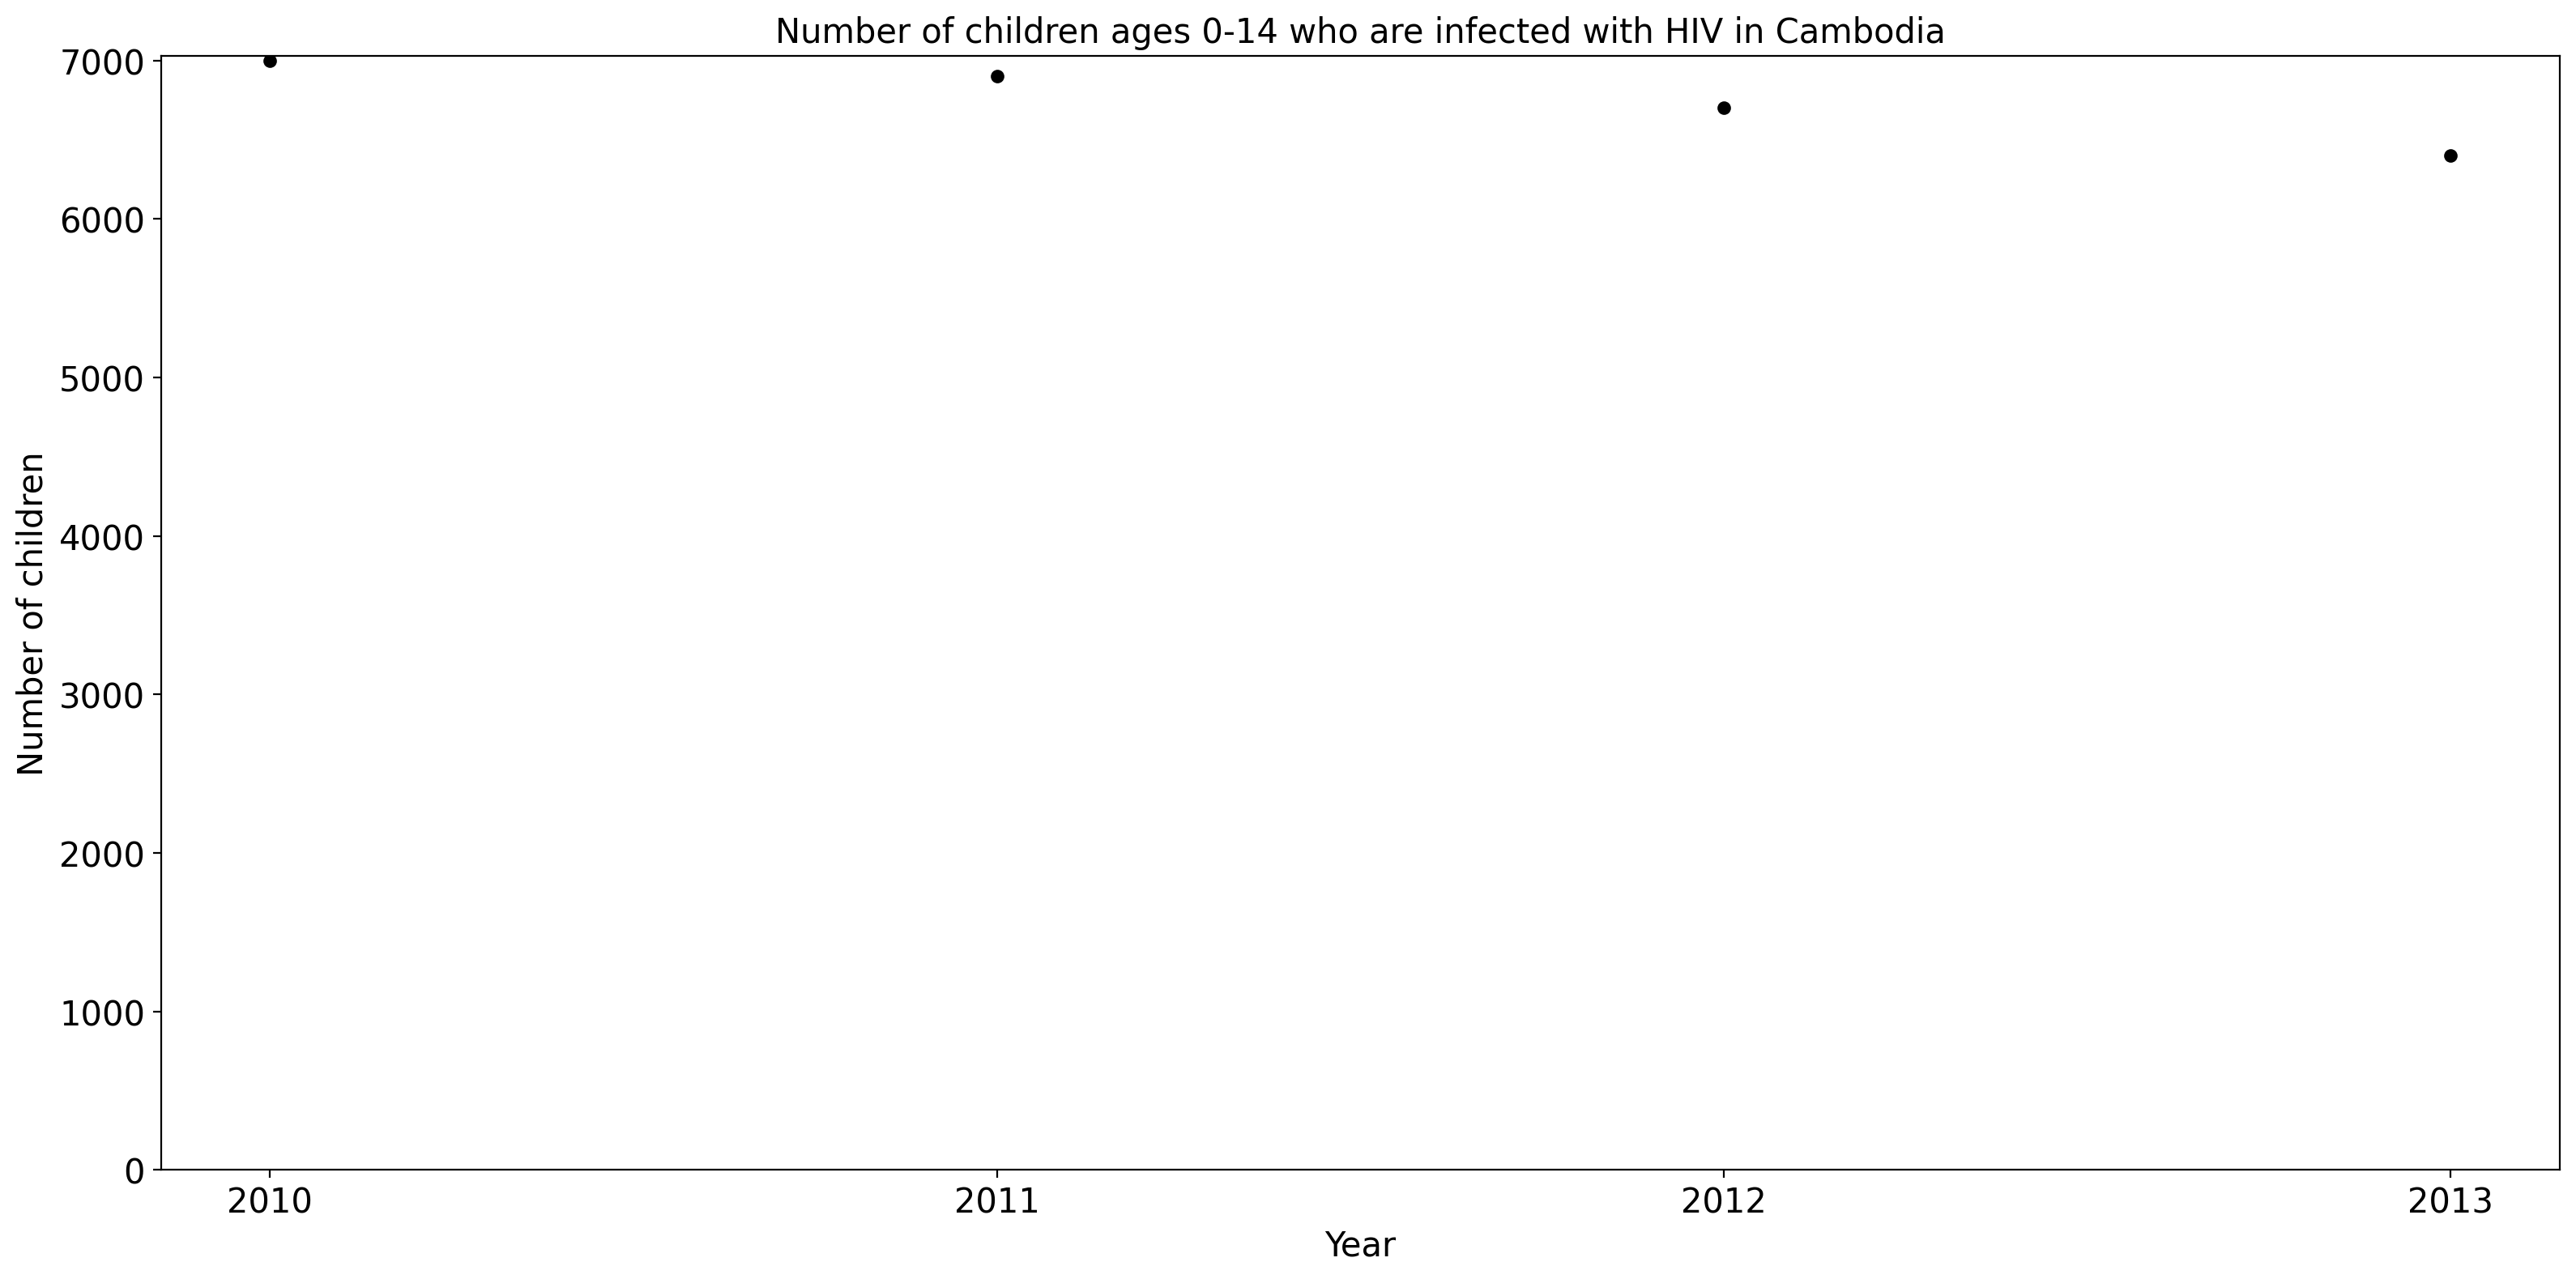 Number of children ages 0-14 who are infected with HIV in Cambodia
Number of children
7000
6000
5000
4000
3000
2000
1000
0
2010 2011 2012 2013
Year